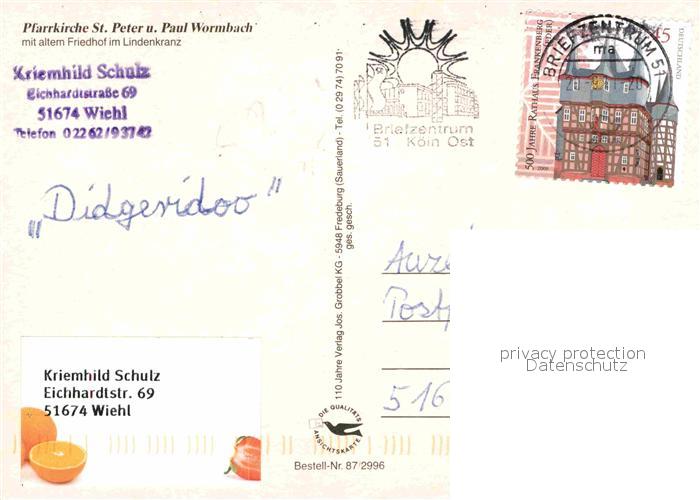 Pfarrkirche St. Peter u. Paul Wormbach
mit altem Friedhof im Lindenkranz
Kriemhild Schulz
Eichhardtstraße 69
51674 Wiehl
Telefon 02262/93742
Briefzentrum
51 Köln Ost
BRIEFZENTRUM 51
ma
500 JAHRE RATHAUS FRANKENBERG (EDER)
45
DEUTSCHLAND
„Didgeridoo"
110 Jahre Verlag Jos. Grobbel KG - 5948 Fredeburg (Sauerland) - Tel. (0 29 74) 70 91
ges. gesch.
516
privacy protection
Datenschutz
Kriemhild Schulz
Eichhardtstr. 69
51674 Wiehl
DIE QUALITÄTS
ANSICHTSKARTE
Bestell-Nr. 87/2996